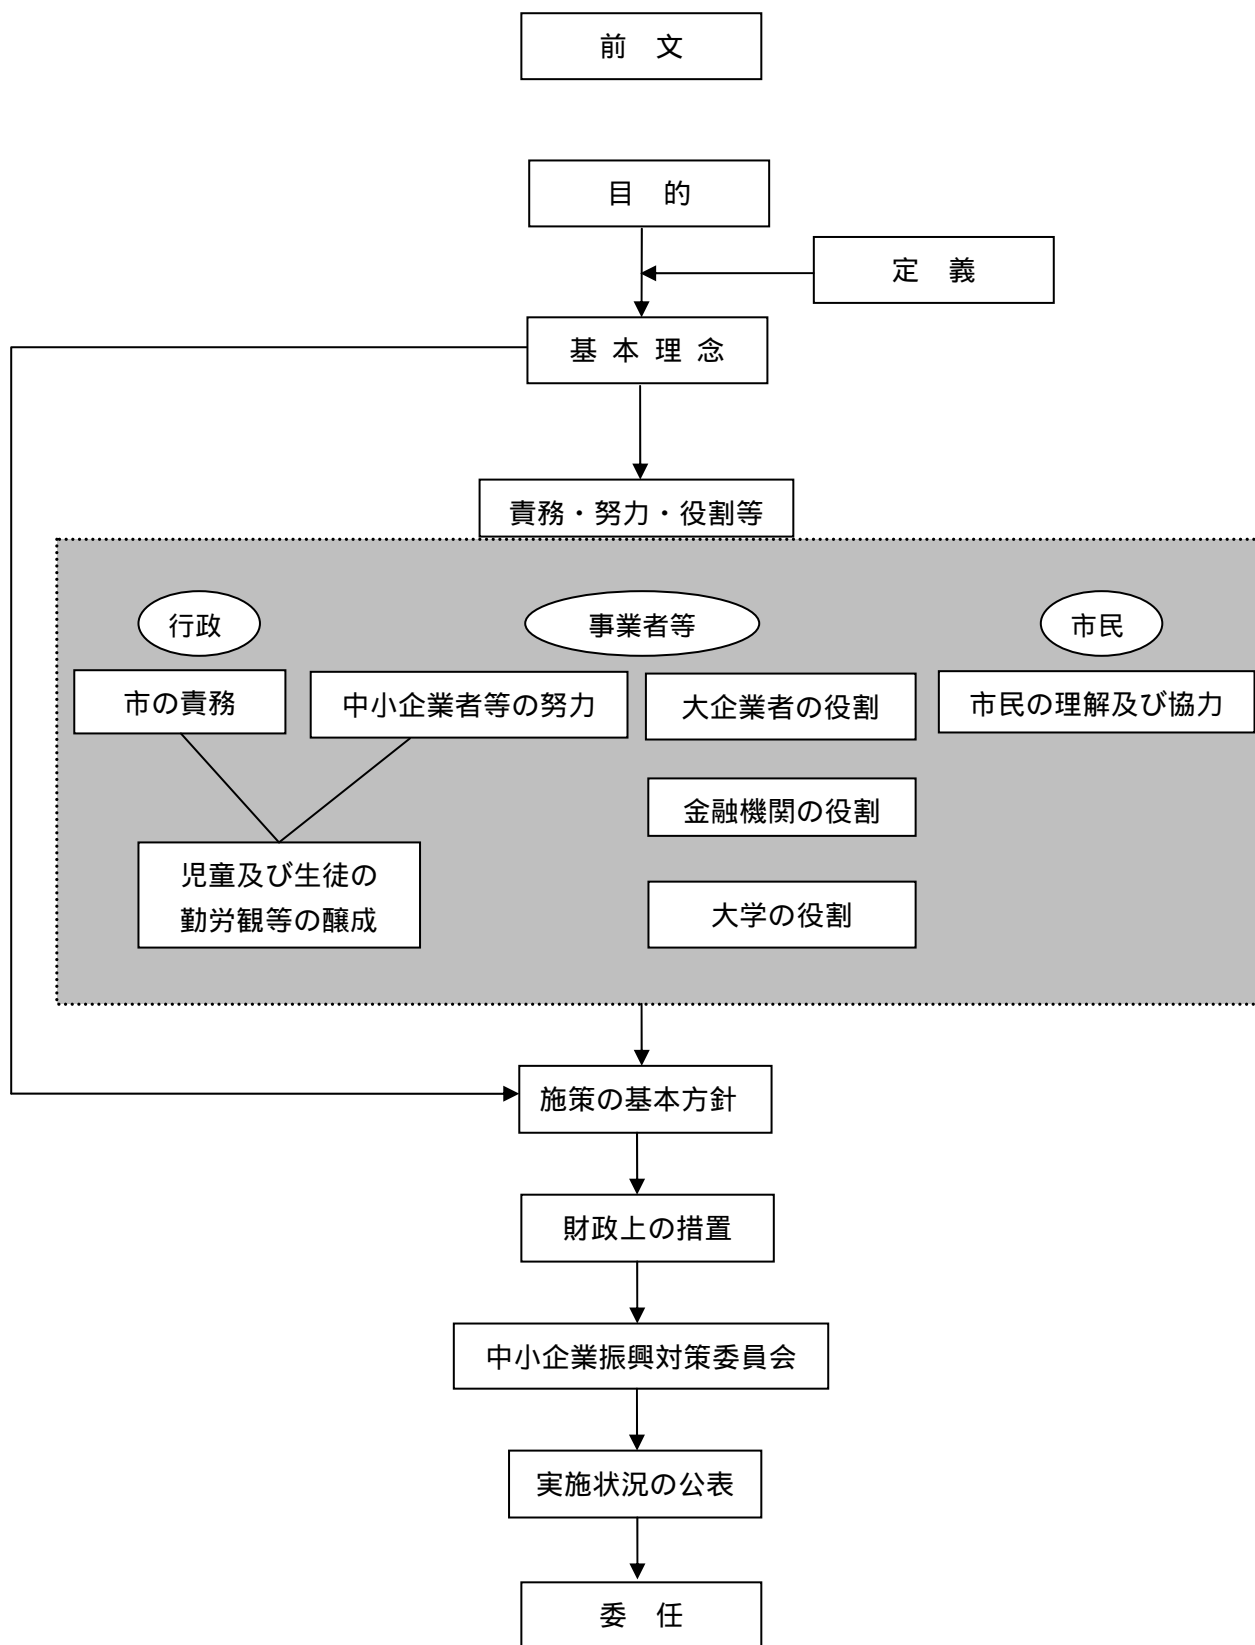 前　文
目　的
定　義
基 本 理 念
責務・努力・役割等
行政
事業者等
市民
市の責務
中小企業者等の努力
大企業者の役割
市民の理解及び協力
金融機関の役割
児童及び生徒の
勤労観等の醸成
大学の役割
施策の基本方針
財政上の措置
中小企業振興対策委員会
実施状況の公表
委　任